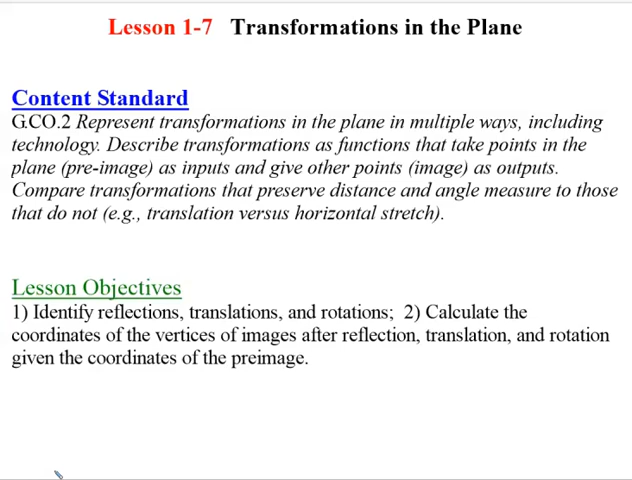 Lesson 1-7 Transformations in the Plane
Content Standard
G.CO.2 Represent transformations in the plane in multiple ways, including
technology. Describe transformations as functions that take points in the
plane (pre-image) as inputs and give other points (image) as outputs.
Compare transformations that preserve distance and angle measure to those
that do not (e.g., translation versus horizontal stretch).
Lesson Objectives
1) Identify reflections, translations, and rotations; 2) Calculate the
coordinates of the vertices of images after reflection, translation, and rotation
given the coordinates of the preimage.